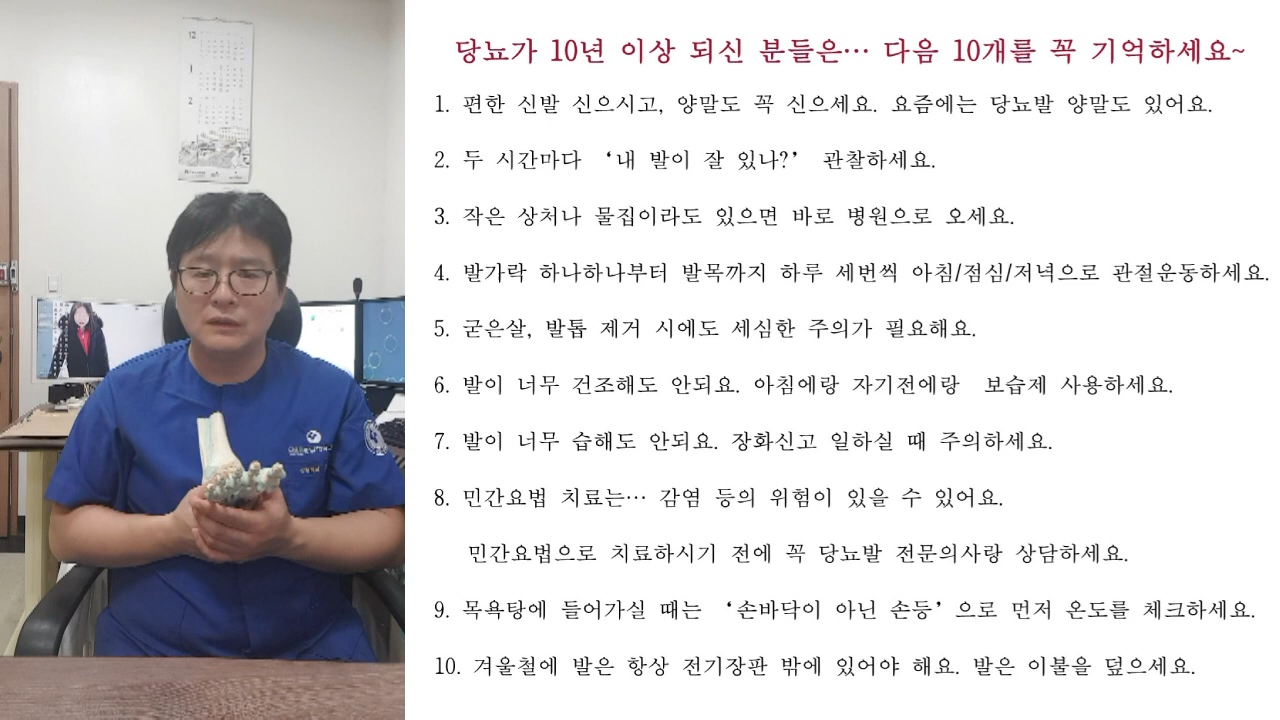 당뇨가 10년 이상 되신 분들은… 다음 10개를 꼭 기억하세요~
1. 편한 신발 신으시고, 양말도 꼭 신으세요. 요즘에는 당뇨발 양말도 있어요.
2. 두 시간마다 ‘내 발이 잘 있나?’ 관찰하세요.
3. 작은 상처나 물집이라도 있으면 바로 병원으로 오세요.
4. 발가락 하나하나부터 발목까지 하루 세번씩 아침/점심/저녁으로 관절운동하세요.
5. 굳은살, 발톱 제거 시에도 세심한 주의가 필요해요.
6. 발이 너무 건조해도 안되요. 아침에랑 자기전에랑 보습제 사용하세요.
7. 발이 너무 습해도 안되요. 장화신고 일하실 때 주의하세요.
8. 민간요법 치료는… 감염 등의 위험이 있을 수 있어요.
민간요법으로 치료하시기 전에 꼭 당뇨발 전문의사랑 상담하세요.
9. 목욕탕에 들어가실 때는 ‘손바닥이 아닌 손등’으로 먼저 온도를 체크하세요.
10. 겨울철에 발은 항상 전기장판 밖에 있어야 해요. 발은 이불을 덮으세요.
12
1
2